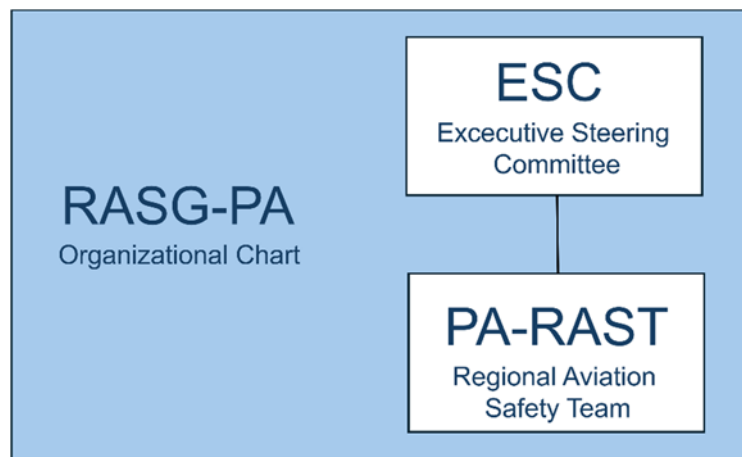 RASG-PA
Organizational Chart
ESC
Excecutive Steering
Committee
PA-RAST
Regional Aviation
Safety Team